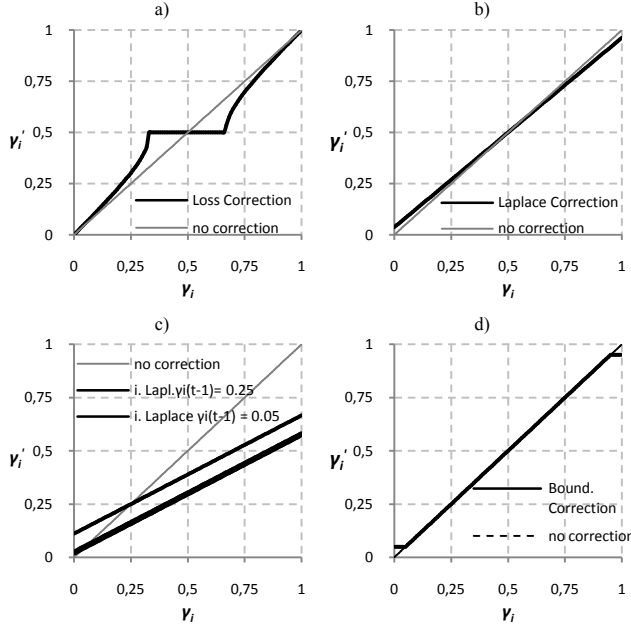 a)
1
0,75
0,5
0,25
0
γi'
Loss Correction
no correction
0 0,25 0,5 0,75 1
γi
b)
1
0,75
0,5
0,25
0
γi'
Laplace Correction
no correction
0 0,25 0,5 0,75 1
γi
c)
1
0,75
0,5
0,25
0
γi'
no correction
i. Lapl.γi(t-1)= 0.25
i. Laplace γi(t-1) = 0.05
0 0,25 0,5 0,75 1
γi
d)
1
0,75
0,5
0,25
0
γi'
Bound.
Correction
no correction
0 0,25 0,5 0,75 1
γi